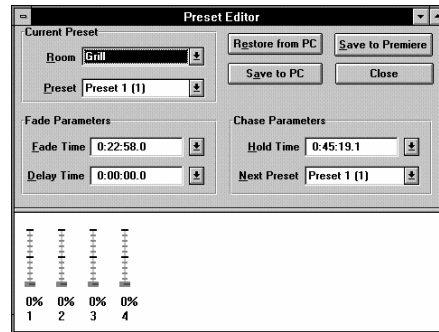 Preset Editor
Current Preset
Room Grill
Preset Preset 1 (1)
Restore from PC
Save to Premiere
Save to PC
Close
Fade Parameters
Fade Time 0:22:58.0
Delay Time 0:00:00.0
Chase Parameters
Hold Time 0:45:19.1
Next Preset Preset 1 (1)
0% 0% 0% 0%
1 2 3 4